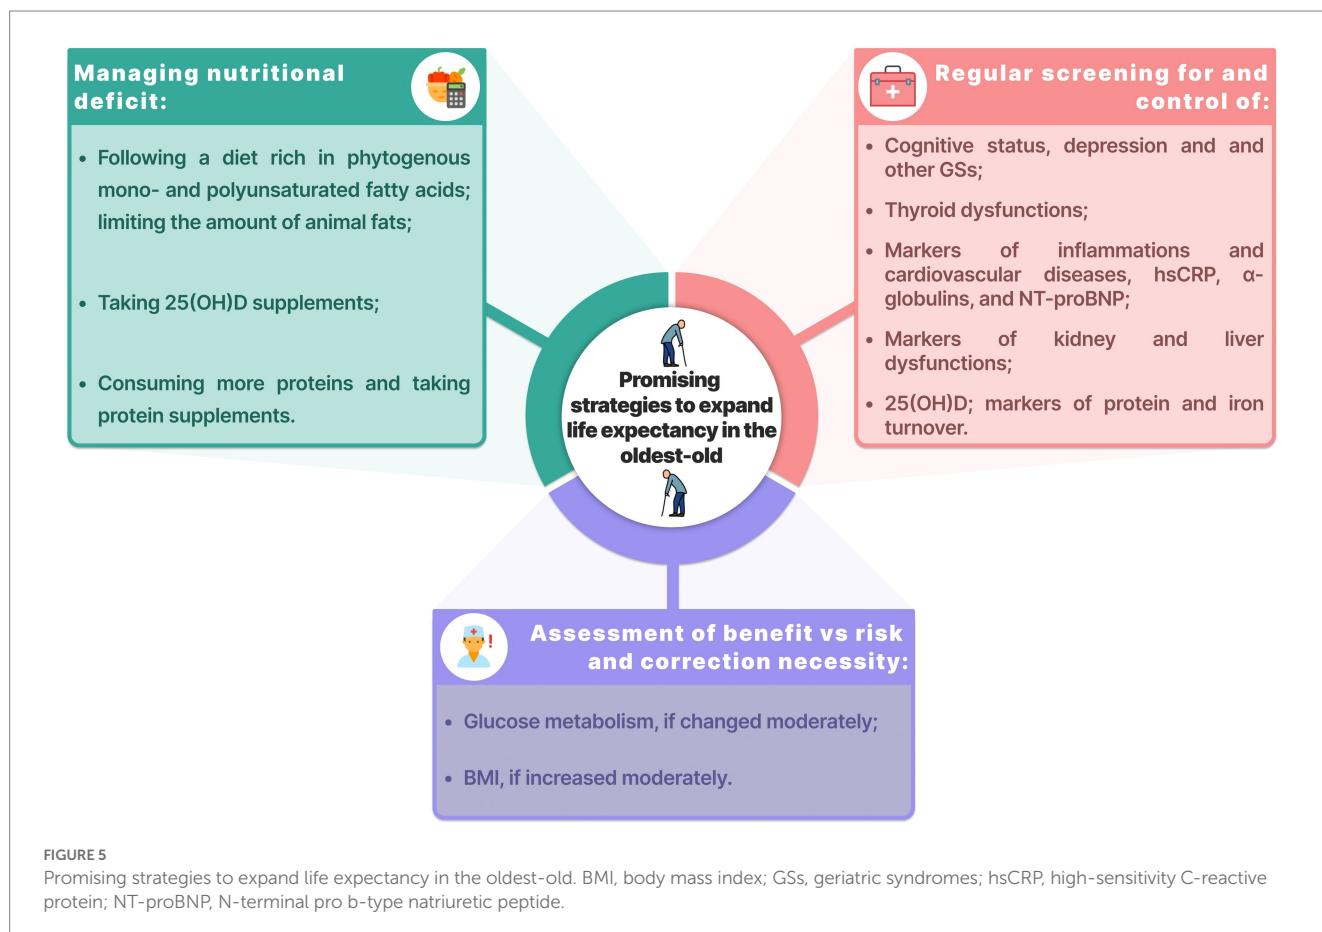 Managing nutritional
deficit:
• Following a diet rich in phytogenous
mono- and polyunsaturated fatty acids;
limiting the amount of animal fats;
• Taking 25(OH)D supplements;
• Consuming more proteins and taking
protein supplements.
Regular screening for and
control of:
• Cognitive status, depression and and
other GSs;
• Thyroid dysfunctions;
• Markers of inflammations and
cardiovascular diseases, hsCRP, α-
globulins, and NT-proBNP;
• Markers of kidney and liver
dysfunctions;
• 25(OH)D; markers of protein and iron
turnover.
Promising
strategies to expand
life expectancy in the
oldest-old
Assessment of benefit vs risk
and correction necessity:
• Glucose metabolism, if changed moderately;
• BMI, if increased moderately.
FIGURE 5
Promising strategies to expand life expectancy in the oldest-old. BMI, body mass index; GSs, geriatric syndromes; hsCRP, high-sensitivity C-reactive
protein; NT-proBNP, N-terminal pro b-type natriuretic peptide.